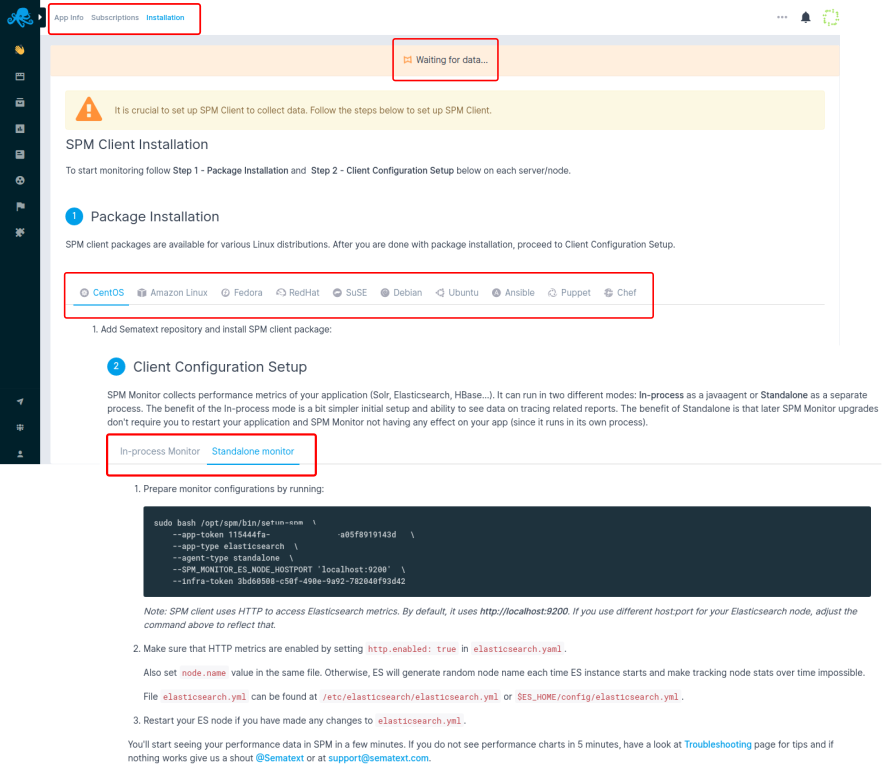 App Info Subscriptions Installation
Waiting for data...
It is crucial to set up SPM Client to collect data. Follow the steps below to set up SPM Client.
SPM Client Installation
To start monitoring follow Step 1 - Package Installation and Step 2 - Client Configuration Setup below on each server/node.
1 Package Installation
SPM client packages are available for various Linux distributions. After you are done with package installation, proceed to Client Configuration Setup.
CentOS Amazon Linux Fedora RedHat SuSE Debian Ubuntu Ansible Puppet Chef
1. Add Sematext repository and install SPM client package:
2 Client Configuration Setup
SPM Monitor collects performance metrics of your application (Solr, Elasticsearch, HBase...). It can run in two different modes: In-process as a javaagent or Standalone as a separate
process. The benefit of the In-process mode is a bit simpler initial setup and ability to see data on tracing related reports. The benefit of Standalone is that later SPM Monitor upgrades
don't require you to restart your application and SPM Monitor not having any effect on your app (since it runs in its own process).
In-process Monitor Standalone monitor
1. Prepare monitor configurations by running:
sudo bash /opt/spm/bin/setup-spm \
--app-token 115444fa- -a05f8919143d \
--app-type elasticsearch \
--agent-type standalone \
--SPM_MONITOR_ES_NODE_HOSTPORT 'localhost:9200' \
--infra-token 3bd60508-c50f-490e-9a92-782040f93d42
Note: SPM client uses HTTP to access Elasticsearch metrics. By default, it uses http://localhost:9200. If you use different host:port for your Elasticsearch node, adjust the
command above to reflect that.
2. Make sure that HTTP metrics are enabled by setting http.enabled: true in elasticsearch.yaml.
Also set node.name value in the same file. Otherwise, ES will generate random node name each time ES instance starts and make tracking node stats over time impossible.
File elasticsearch.yml can be found at /etc/elasticsearch/elasticsearch.yml or $ES_HOME/config/elasticsearch.yml.
3. Restart your ES node if you have made any changes to elasticsearch.yml.
You'll start seeing your performance data in SPM in a few minutes. If you do not see performance charts in 5 minutes, have a look at Troubleshooting page for tips and if
nothing works give us a shout @Sematext or at support@sematext.com.